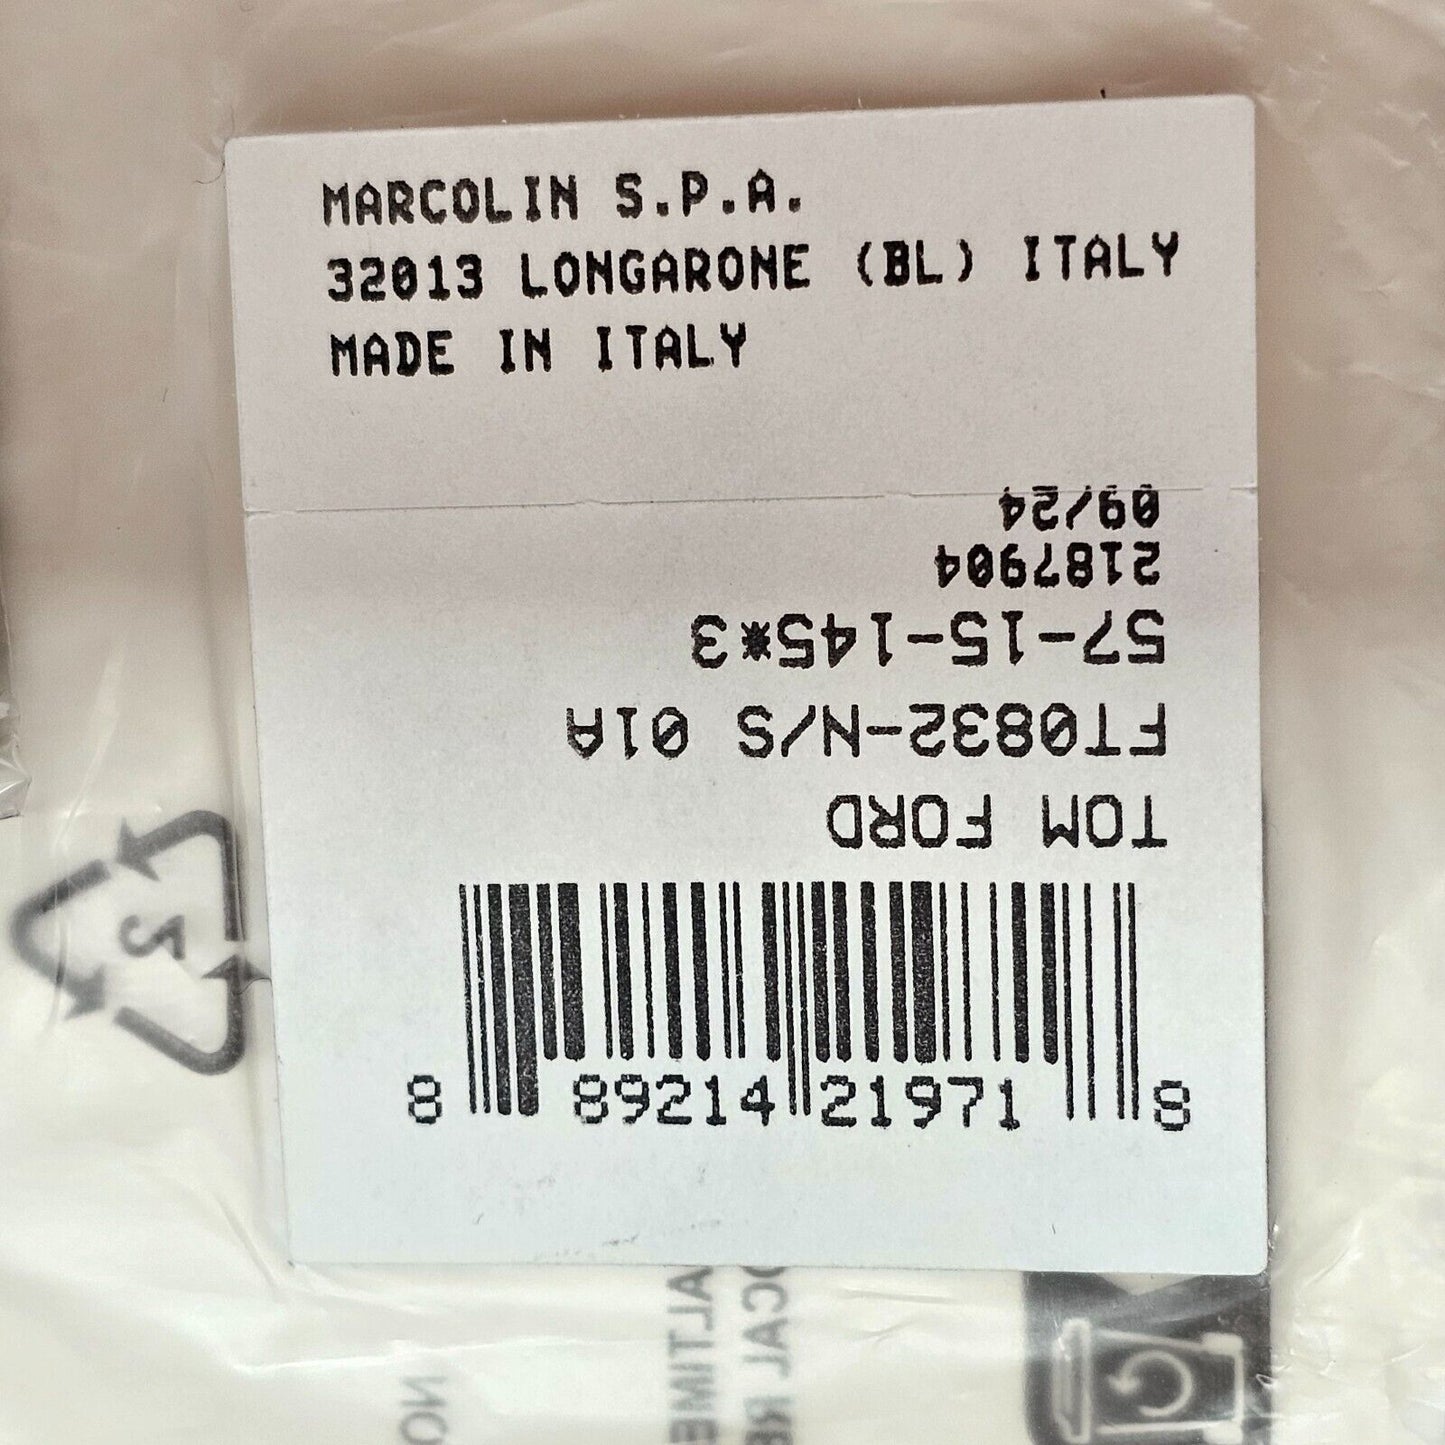 MARCOLIN S.P.A.
32013 LONGARONE (BL) ITALY
MADE IN ITALY
TOM FORD
FT0832-N/S 01A
57-15-145*3
2187904
09/24
8 89214 21971 8
2